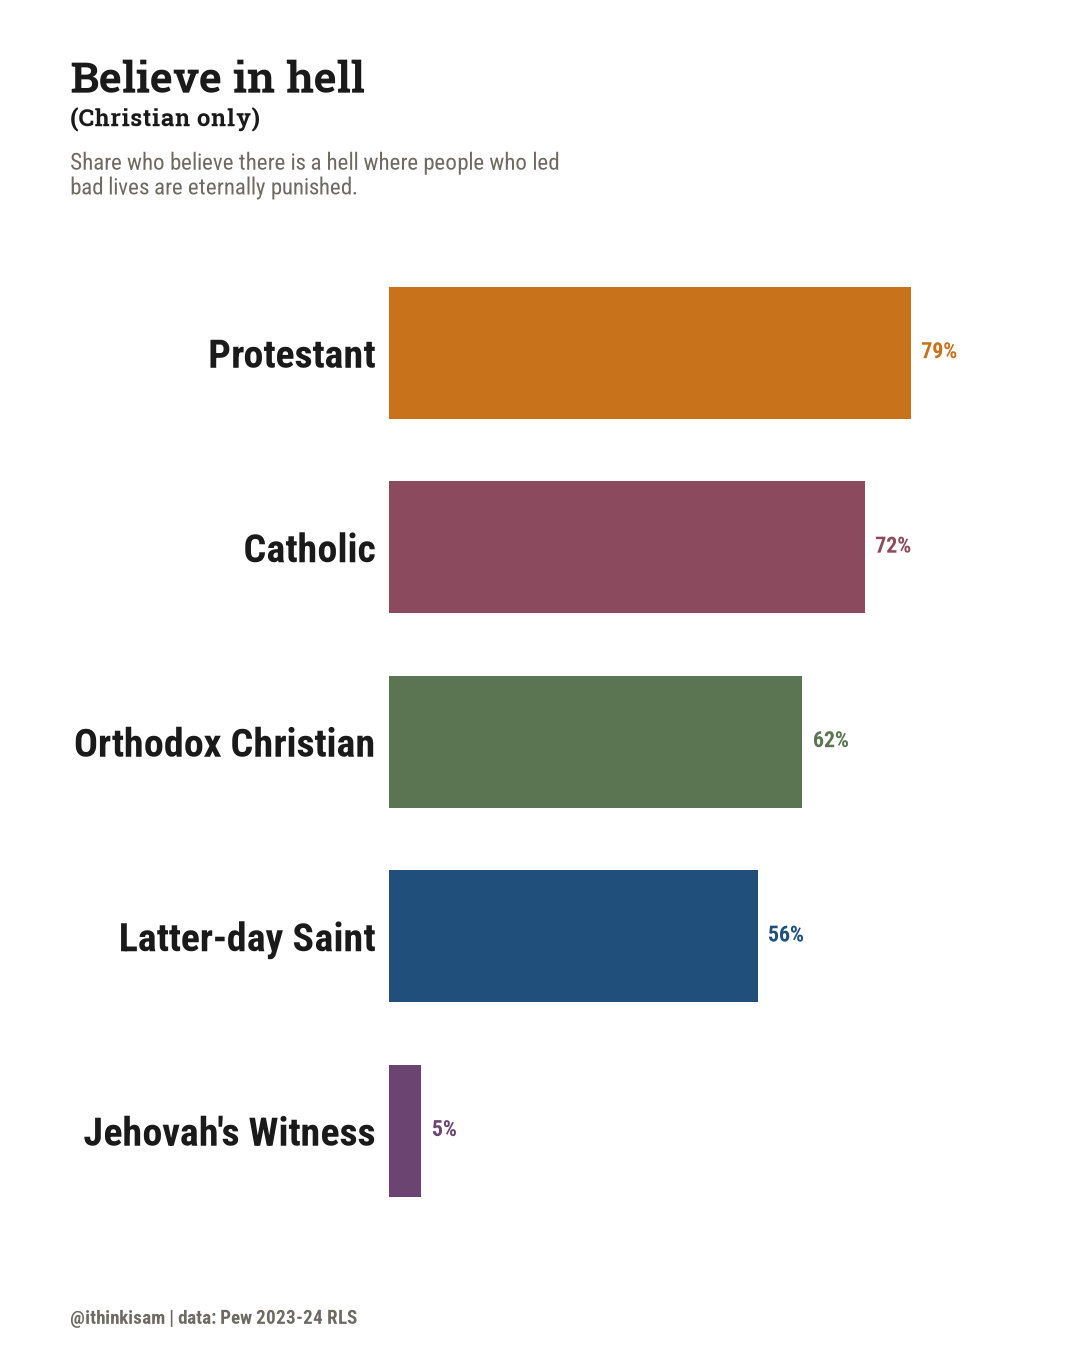 Believe in hell
(Christian only)
Share who believe there is a hell where people who led
bad lives are eternally punished.
Protestant 79%
Catholic 72%
Orthodox Christian 62%
Latter-day Saint 56%
Jehovah's Witness 5%
@ithinkisam | data: Pew 2023-24 RLS